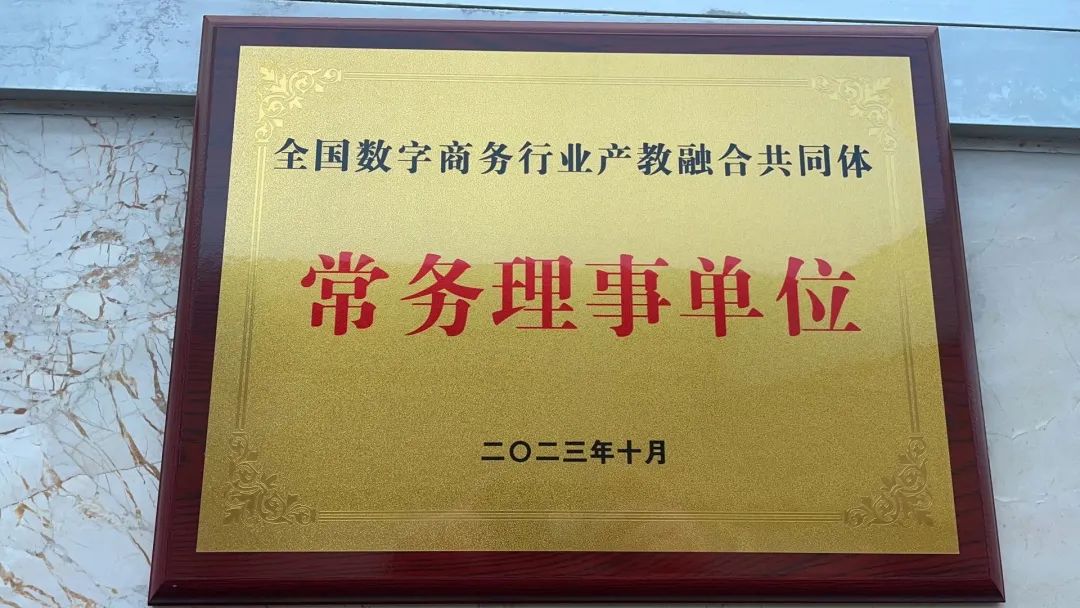 全国数字商务行业产教融合共同体
常务理事单位
二〇二三年十月